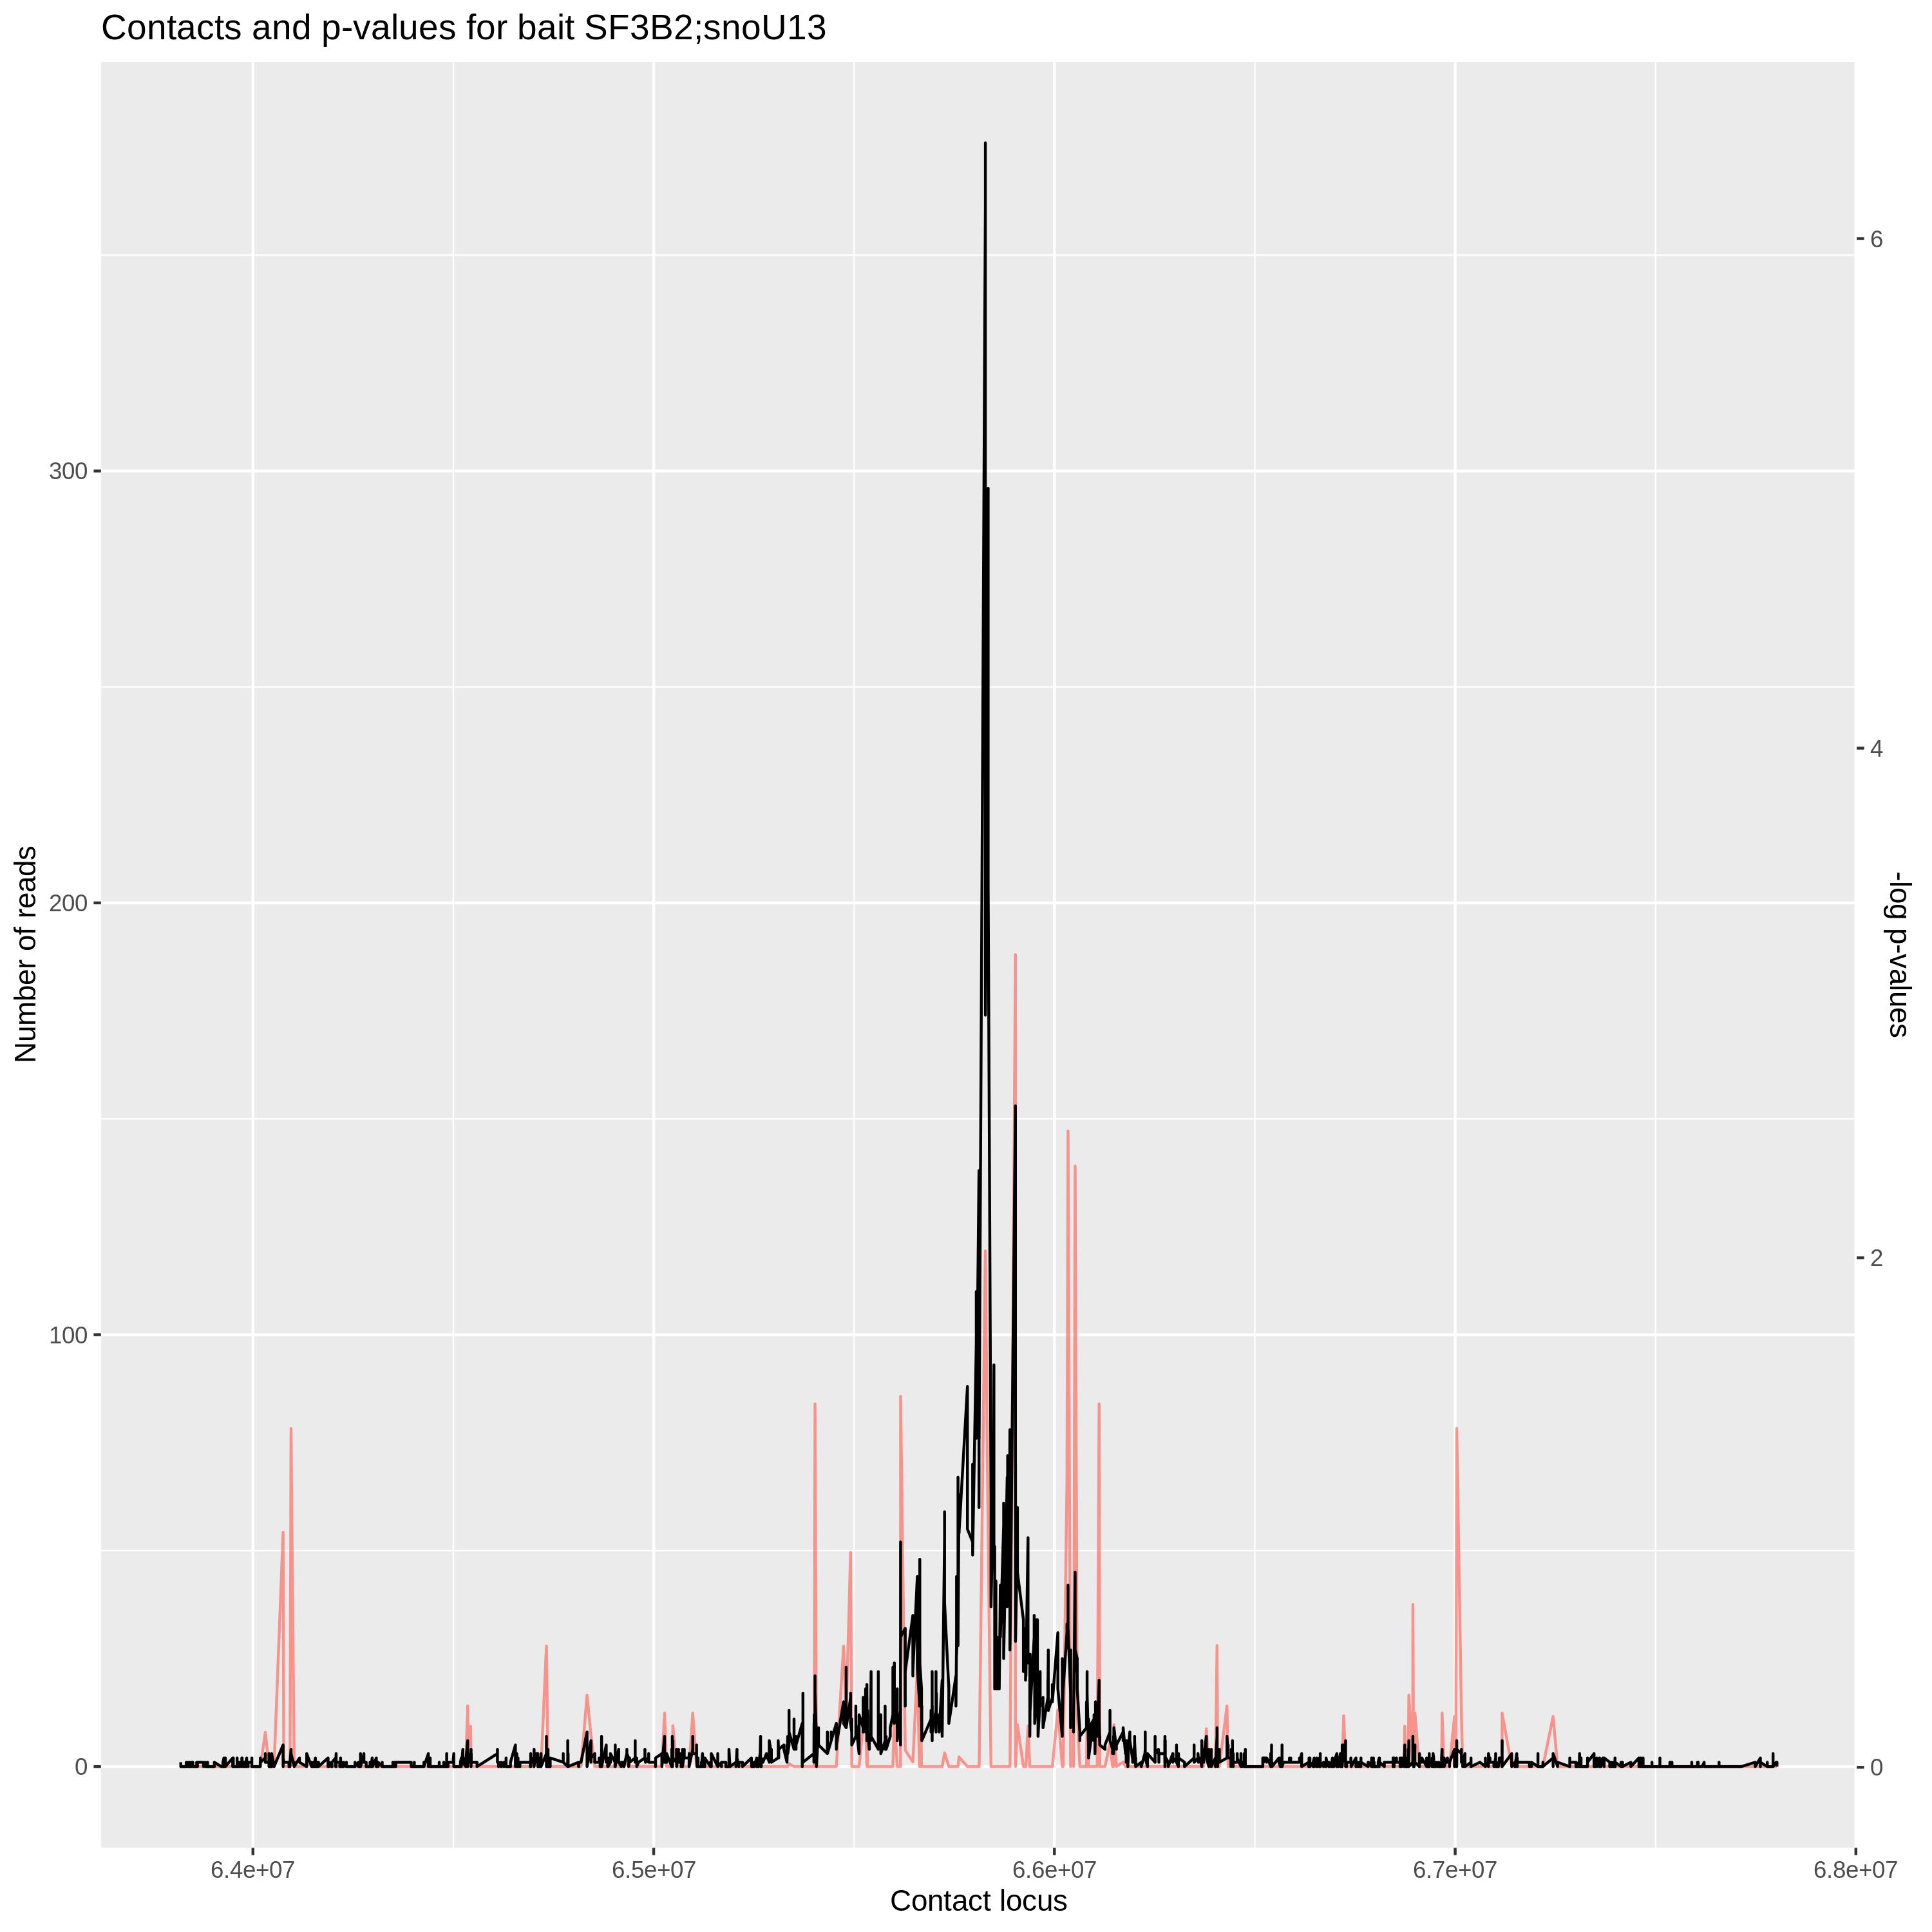 Contacts and p-values for bait SF3B2;snoU13
Number of reads
300
200
100
0
6
4
2
0
-log p-values
6.4e+07
6.5e+07
6.6e+07
6.7e+07
6.8e+07
Contact locus